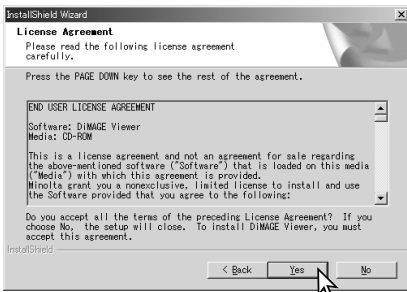 InstallShield Wizard
License Agreement
Please read the following license agreement
carefully.
Press the PAGE DOWN key to see the rest of the agreement.
END USER LICENSE AGREEMENT
Software: DiMAGE Viewer
Media: CD-ROM
This is a license agreement and not an agreement for sale regarding
the above-mentioned software ("Software") that is loaded on this media
("Media") with which this agreement is provided.
Minolta grant you a nonexclusive, limited license to install and use
the Software provided that you agree to the following:
Do you accept all the terms of the preceding License Agreement? If you
choose No, the setup will close. To install DiMAGE Viewer, you must
accept this agreement.
InstallShield
< Back Yes No